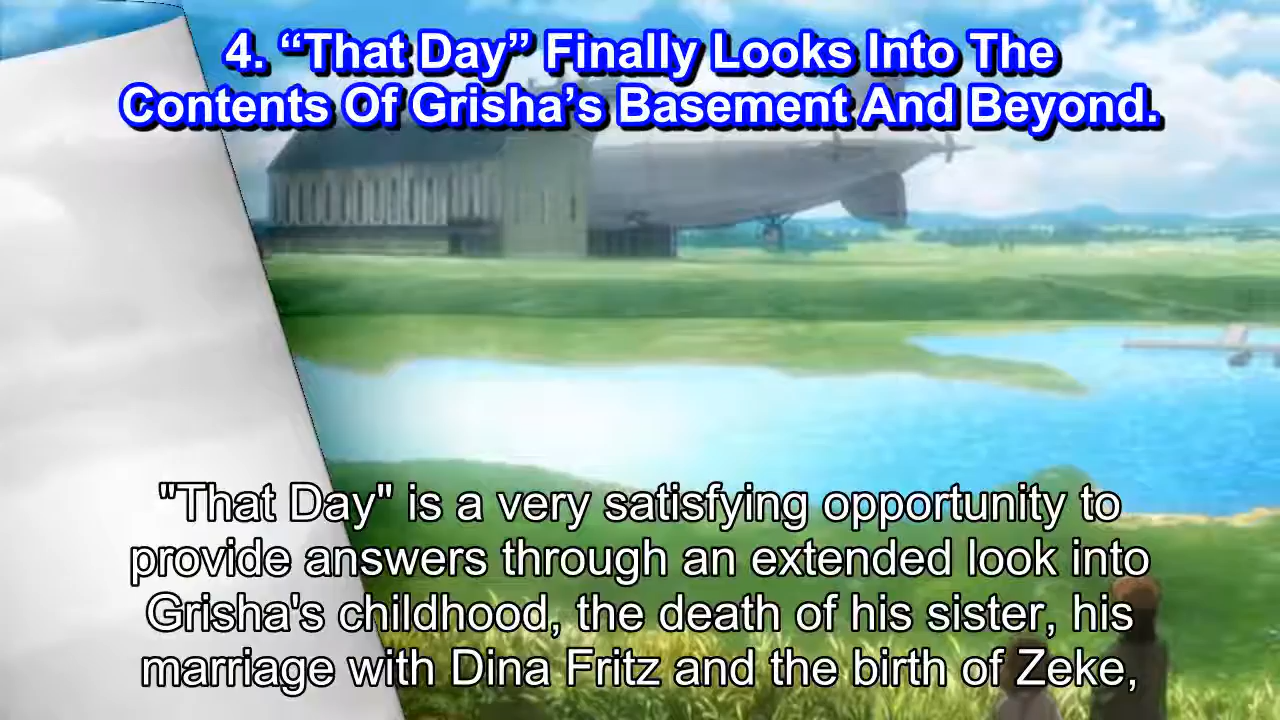 4. “That Day” Finally Looks Into The
Contents Of Grisha’s Basement And Beyond.
"That Day" is a very satisfying opportunity to
provide answers through an extended look into
Grisha's childhood, the death of his sister, his
marriage with Dina Fritz and the birth of Zeke,